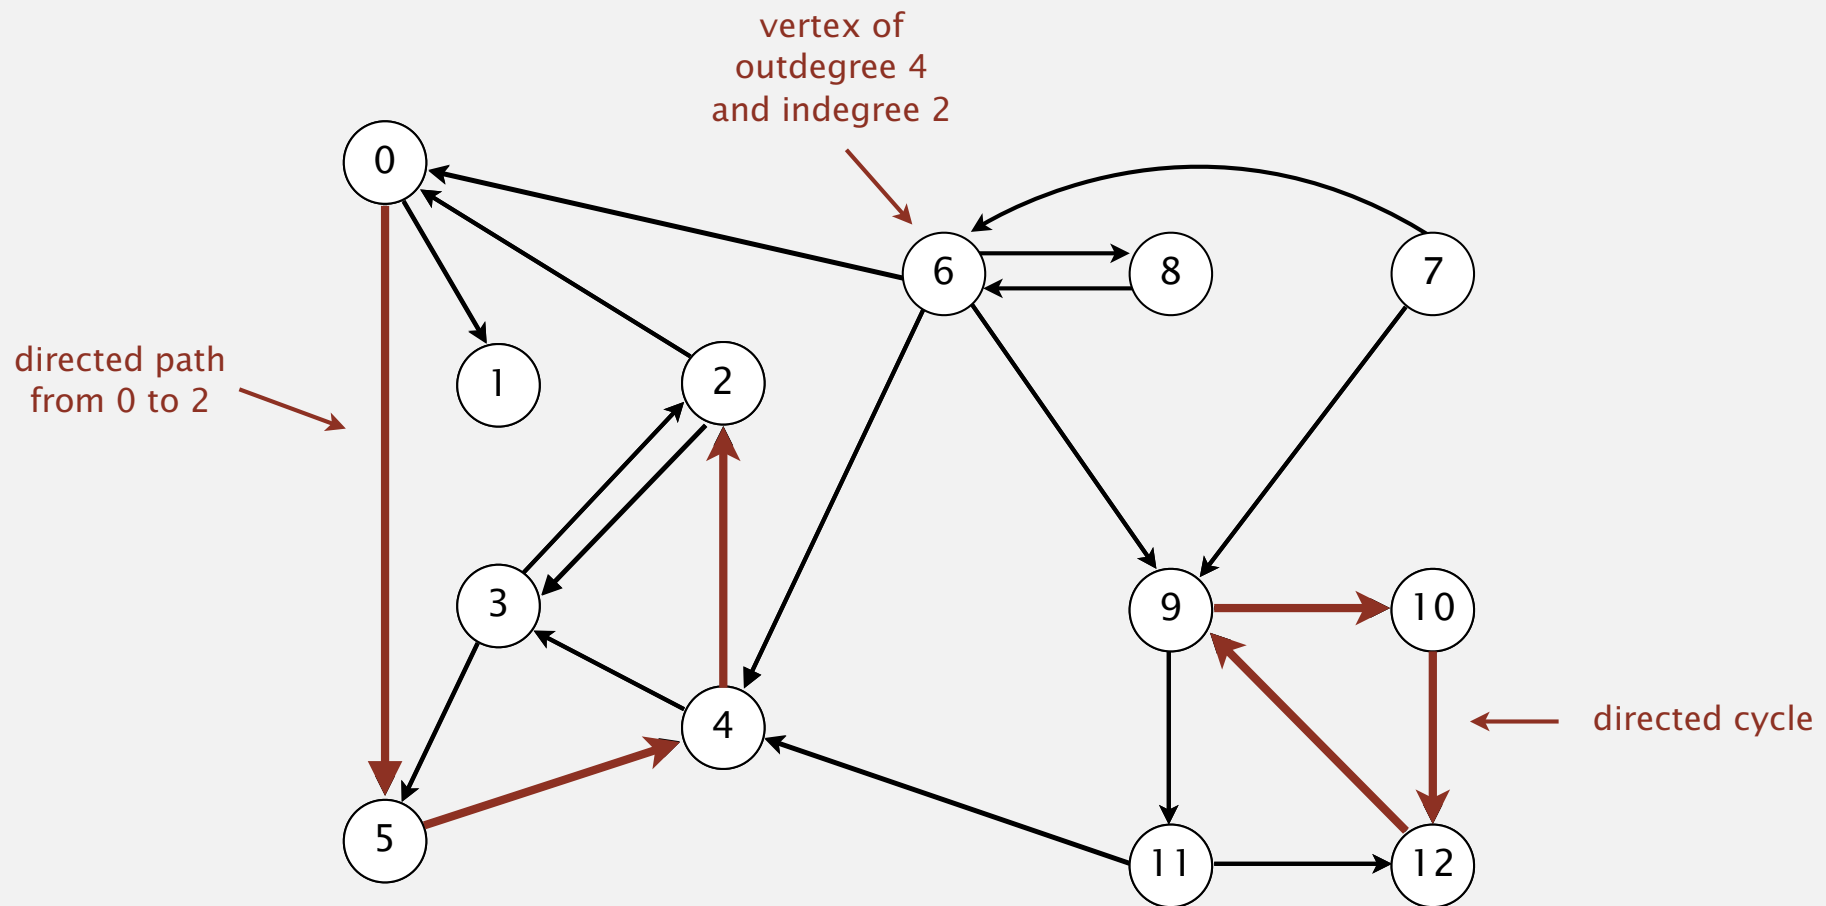 vertex of
outdegree 4
and indegree 2
0
6
8
7
directed path
from 0 to 2
1
2
3
9
10
4
directed cycle
5
11
12